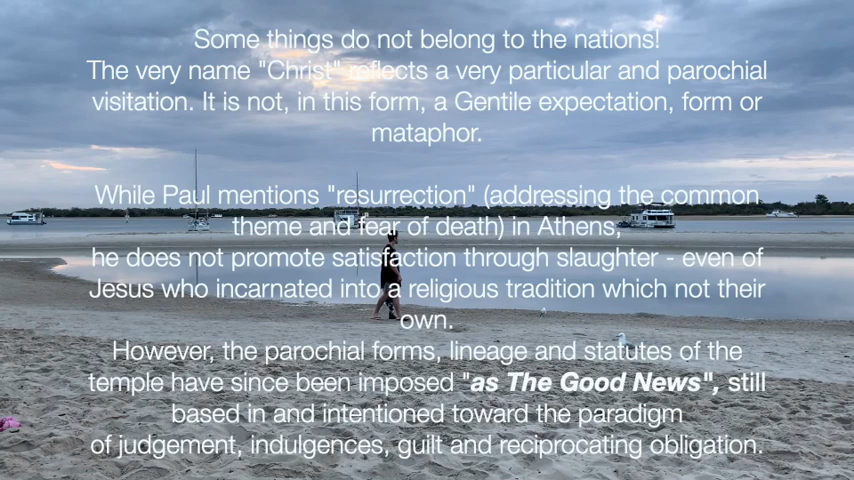 Some things do not belong to the nations!
The very name "Christ" reflects a very particular and parochial
visitation. It is not, in this form, a Gentile expectation, form or
mataphor.
While Paul mentions "resurrection" (addressing the common
theme and fear of death) in Athens,
he does not promote satisfaction through slaughter - even of
Jesus who incarnated into a religious tradition which not their
own.
However, the parochial forms, lineage and statutes of the
temple have since been imposed "as The Good News", still
based in and intentioned toward the paradigm
of judgement, indulgences, guilt and reciprocating obligation.